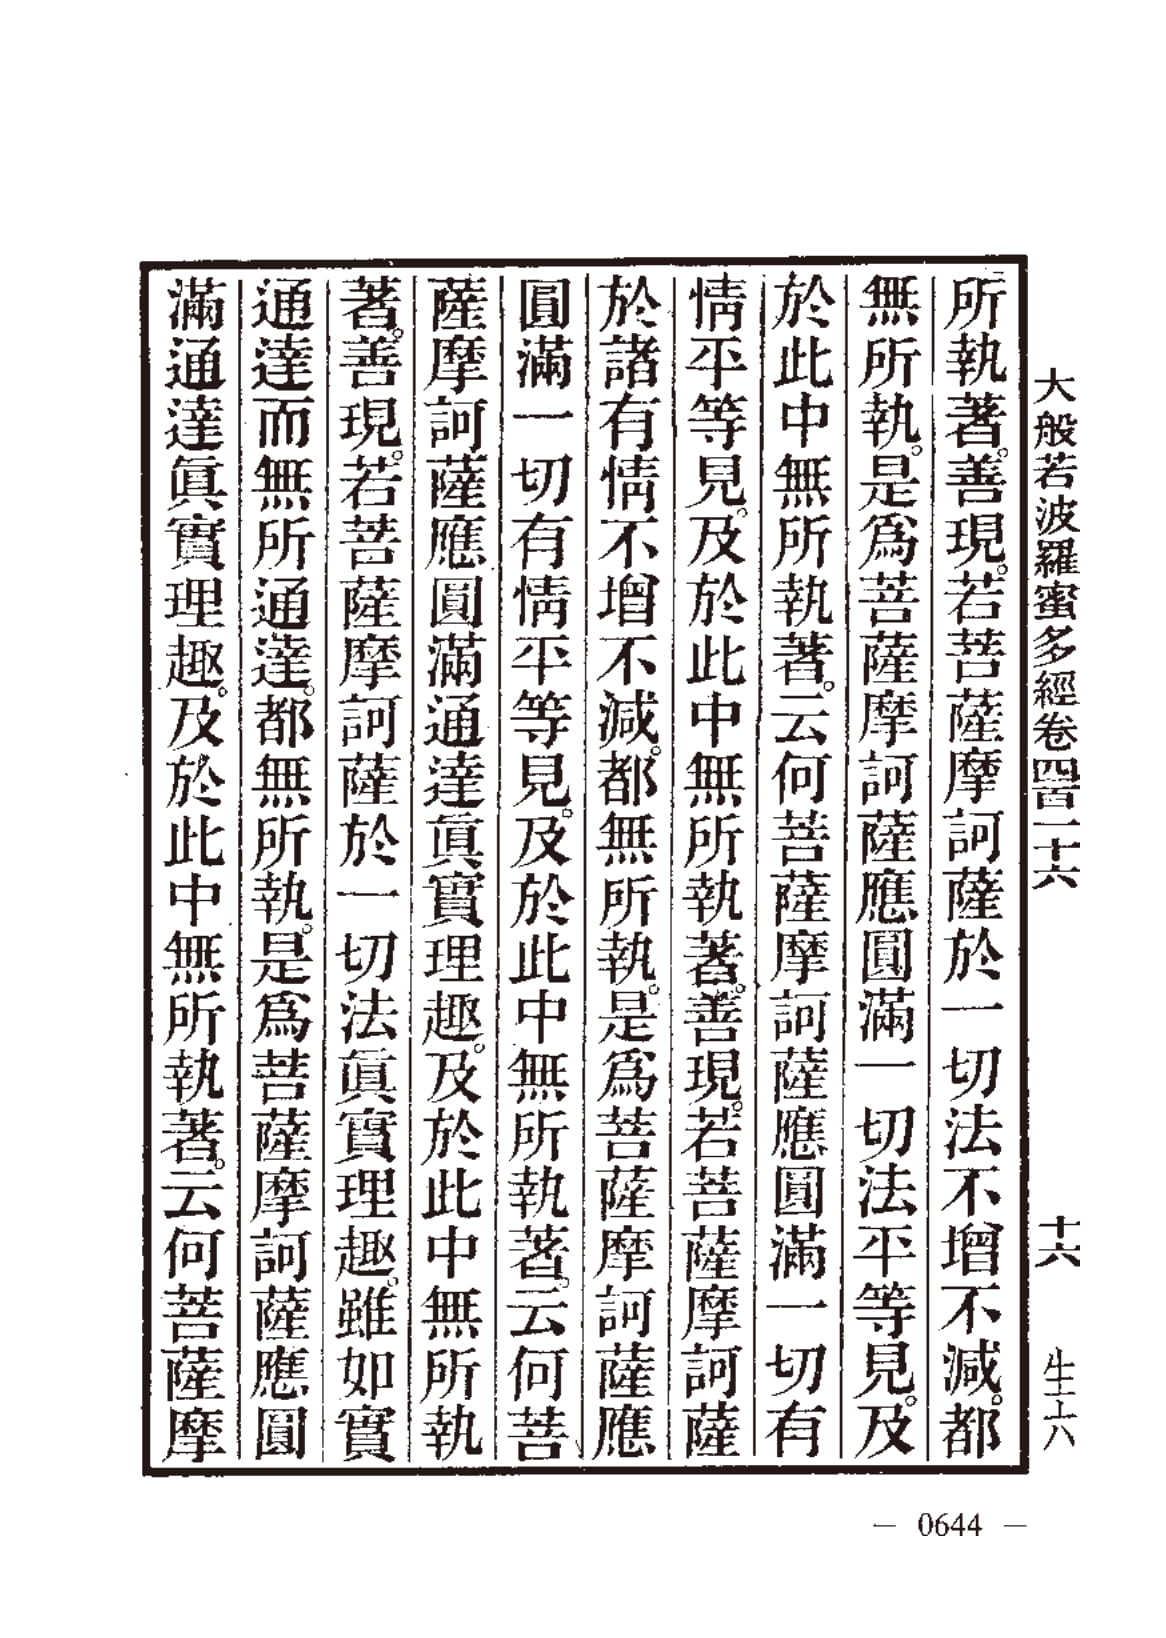 大般若波羅蜜多經卷四百一十六　十六　生六
所執著。善現。若菩薩摩訶薩於一切法不增不減。都
無所執。是爲菩薩摩訶薩應圓滿一切法平等見。及
於此中無所執著。云何菩薩摩訶薩應圓滿一切有
情平等見。及於此中無所執著。善現。若菩薩摩訶薩
於諸有情不增不減。都無所執。是爲菩薩摩訶薩應
圓滿一切有情平等見。及於此中無所執著。云何菩
薩摩訶薩應圓滿通達眞實理趣。及於此中無所執
著。善現。若菩薩摩訶薩於一切法眞實理趣。雖如實
通達而無所通達。都無所執。是爲菩薩摩訶薩應圓
滿通達眞實理趣。及於此中無所執著。云何菩薩摩
— 0644 —